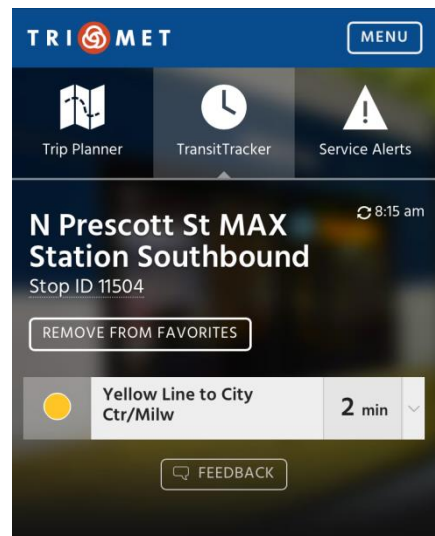 TRIMET
MENU
Trip Planner
TransitTracker
Service Alerts
N Prescott St MAX
Station Southbound
8:15 am
Stop ID 11504
REMOVE FROM FAVORITES
Yellow Line to City
Ctr/Milw
2 min
FEEDBACK